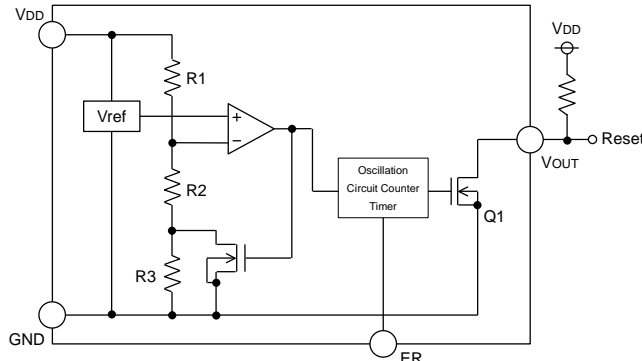 VDD
VDD
R1
Vref
+
−
Reset
VOUT
Oscillation
Circuit Counter
Timer
R2
Q1
R3
GND
ER